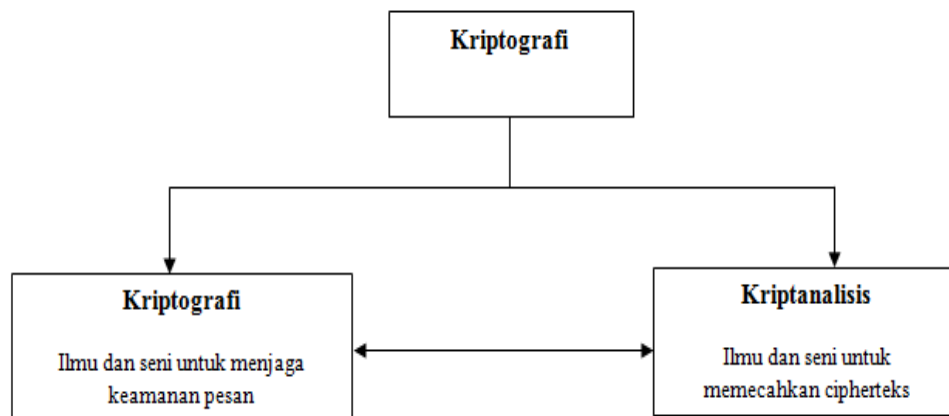 Kriptografi
Kriptografi
Ilmu dan seni untuk menjaga
keamanan pesan
Kriptanalisis
Ilmu dan seni untuk
memecahkan cipherteks